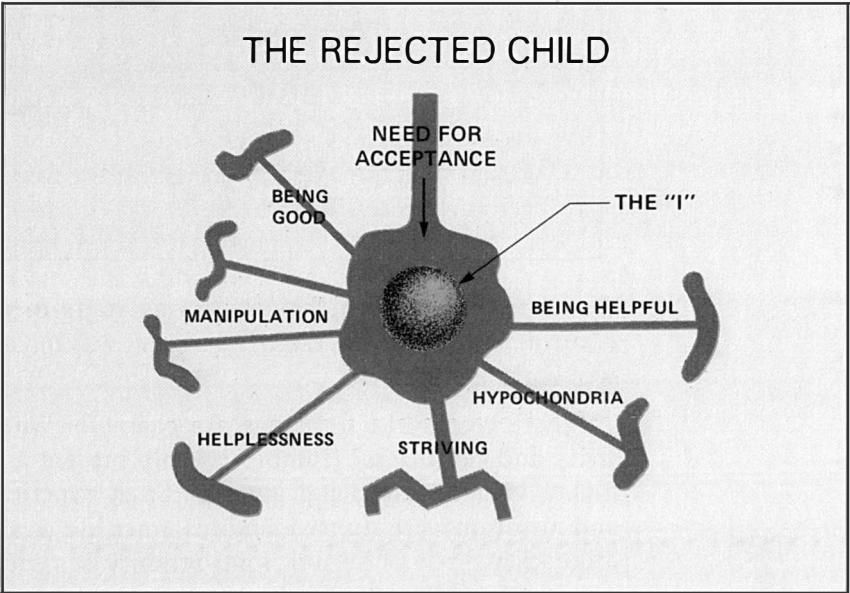 THE REJECTED CHILD
NEED FOR
ACCEPTANCE
BEING
GOOD
THE "I"
MANIPULATION
BEING HELPFUL
HYPOCHONDRIA
HELPLESSNESS
STRIVING